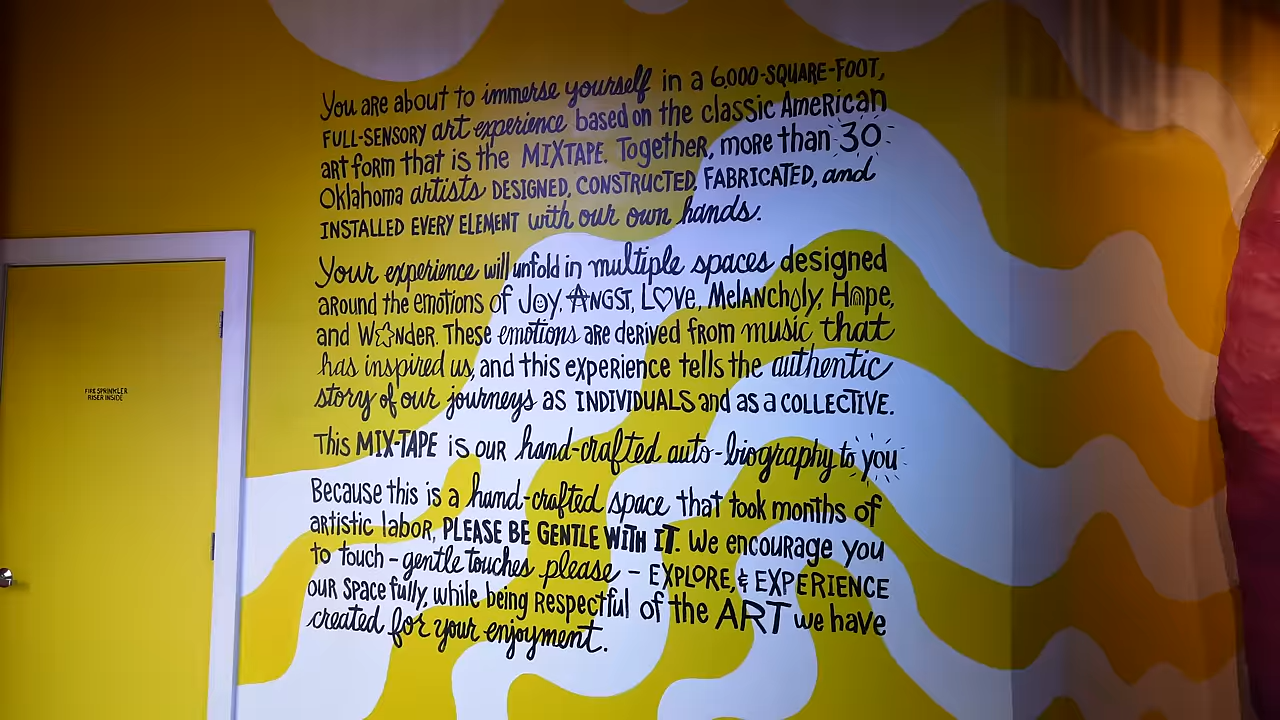 You are about to immerse yourself in a 6,000-SQUARE-FOOT,
FULL-SENSORY art experience based on the classic American
art form that is the MIXTAPE. Together, more than 30
Oklahoma artists DESIGNED, CONSTRUCTED, FABRICATED, and
INSTALLED EVERY ELEMENT with our own hands.
Your experience will unfold in multiple spaces designed
around the emotions of Joy, ANGST, LOVE, Melancholy, Hope,
and Wonder. These emotions are derived from music that
has inspired us, and this experience tells the authentic
story of our journeys as INDIVIDUALS and as a COLLECTIVE.
This MIX-TAPE is our hand-crafted auto-biography to you
Because this is a hand-crafted space that took months of
artistic labor, PLEASE BE GENTLE WITH IT. We encourage you
to touch - gentle touches please - EXPLORE, & EXPERIENCE
our space fully, while being respectful of the ART we have
created for your enjoyment.
FIRE SPRINKLER
RISER INSIDE